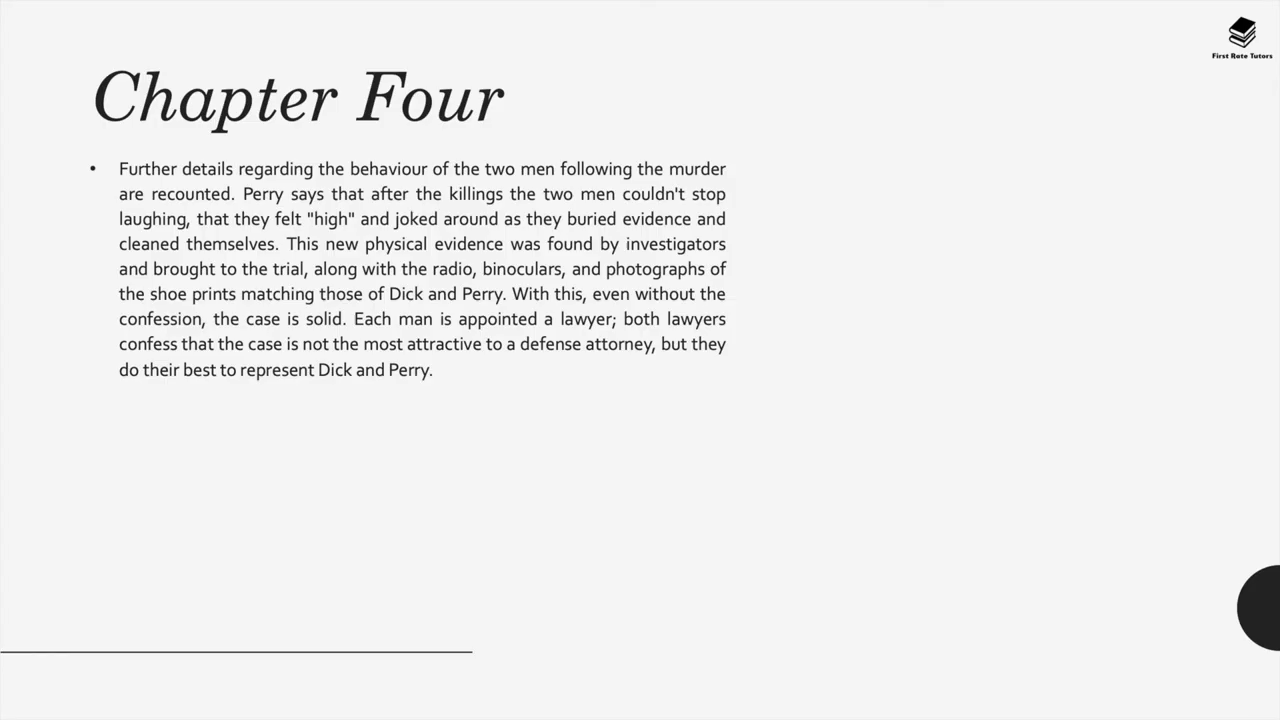 First Rate Tutors
Chapter Four
• Further details regarding the behaviour of the two men following the murder
are recounted. Perry says that after the killings the two men couldn't stop
laughing, that they felt "high" and joked around as they buried evidence and
cleaned themselves. This new physical evidence was found by investigators
and brought to the trial, along with the radio, binoculars, and photographs of
the shoe prints matching those of Dick and Perry. With this, even without the
confession, the case is solid. Each man is appointed a lawyer; both lawyers
confess that the case is not the most attractive to a defense attorney, but they
do their best to represent Dick and Perry.